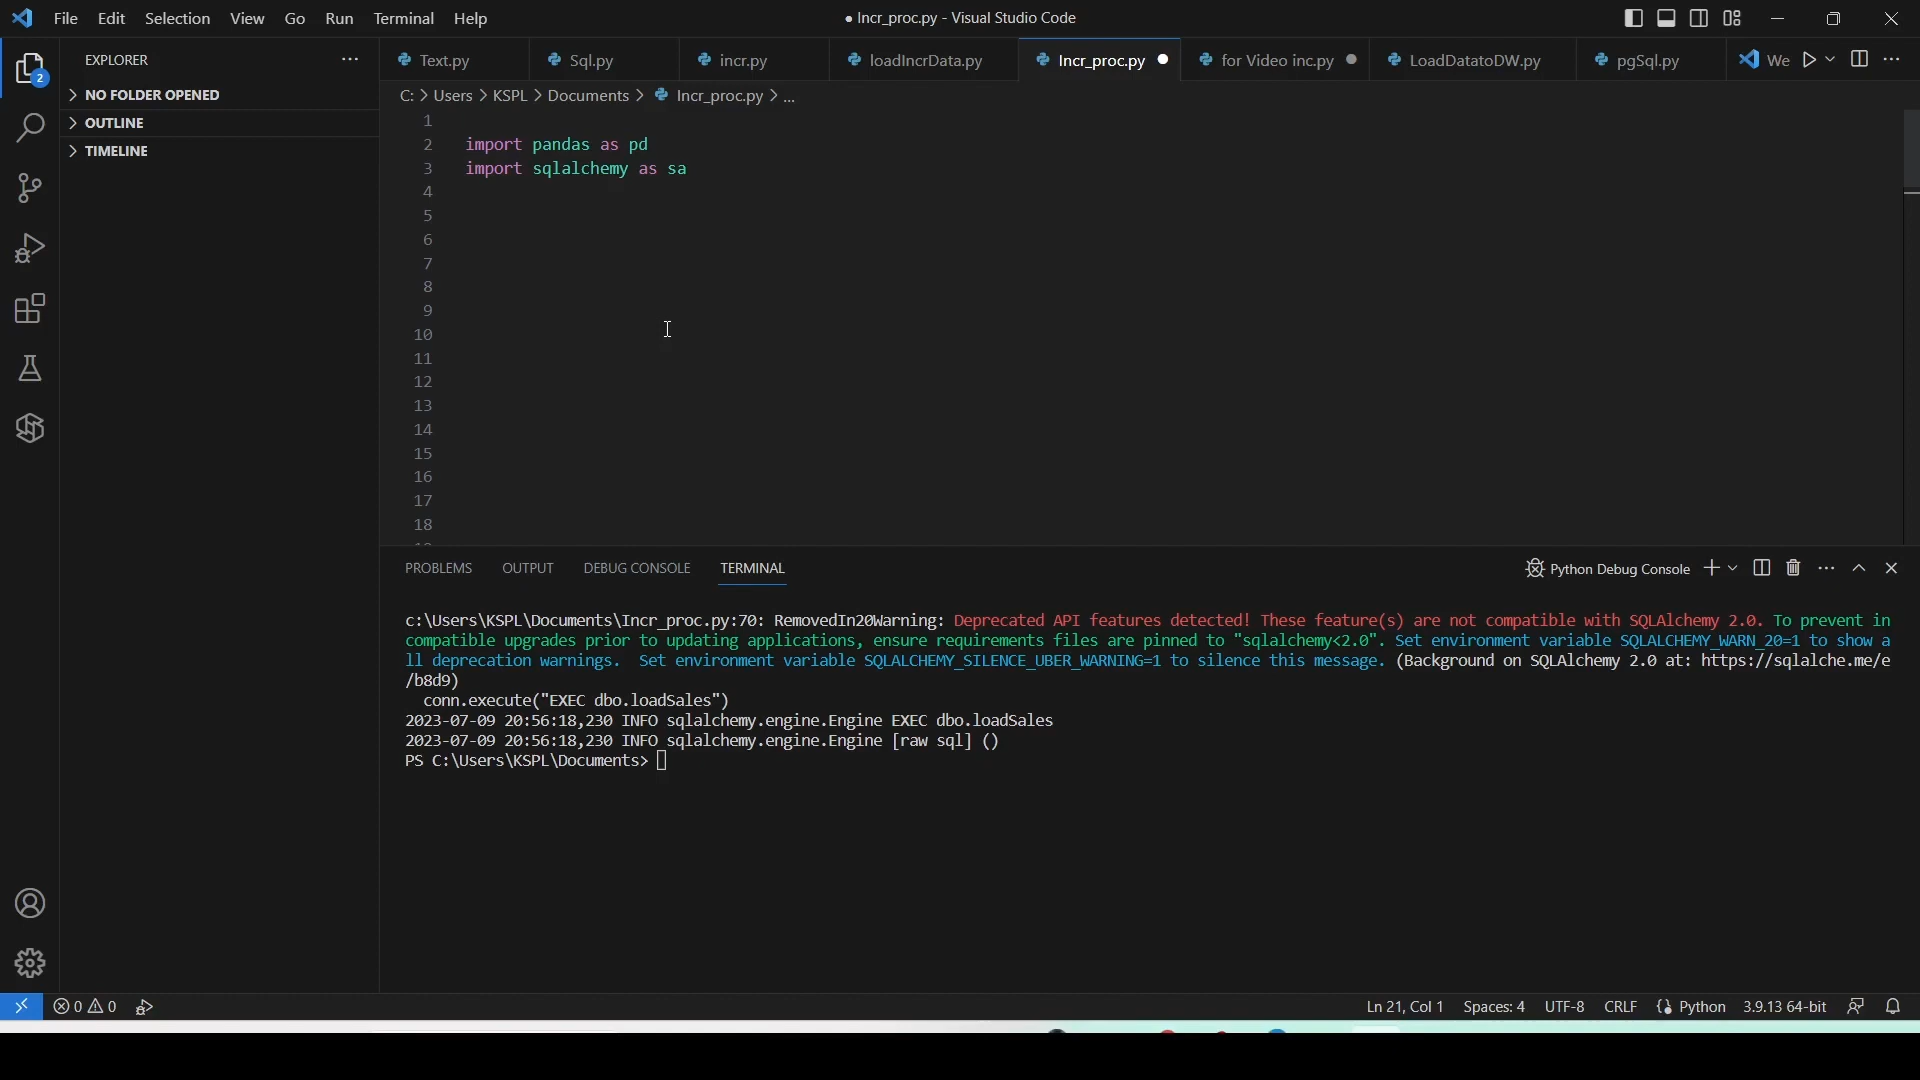 File Edit Selection View Go Run Terminal Help
● Incr_proc.py - Visual Studio Code
EXPLORER
Text.py Sql.py incr.py loadIncrData.py Incr_proc.py for Video inc.py LoadDatatoDW.py pgSql.py We
2
NO FOLDER OPENED
OUTLINE
TIMELINE
C: > Users > KSPL > Documents > Incr_proc.py > ...
1
2 import pandas as pd
3 import sqlalchemy as sa
4
5
6
7
8
9
10
11
12
13
14
15
16
17
18
PROBLEMS OUTPUT DEBUG CONSOLE TERMINAL
Python Debug Console
c:\Users\KSPL\Documents\Incr_proc.py:70: RemovedIn20Warning: Deprecated API features detected! These feature(s) are not compatible with SQLAlchemy 2.0. To prevent in
compatible upgrades prior to updating applications, ensure requirements files are pinned to "sqlalchemy<2.0". Set environment variable SQLALCHEMY_WARN_20=1 to show a
ll deprecation warnings.  Set environment variable SQLALCHEMY_SILENCE_UBER_WARNING=1 to silence this message. (Background on SQLAlchemy 2.0 at: https://sqlalche.me/e
/b8d9)
conn.execute("EXEC dbo.loadSales")
2023-07-09 20:56:18,230 INFO sqlalchemy.engine.Engine EXEC dbo.loadSales
2023-07-09 20:56:18,230 INFO sqlalchemy.engine.Engine [raw sql] ()
PS C:\Users\KSPL\Documents>
0 0
Ln 21, Col 1 Spaces: 4 UTF-8 CRLF Python 3.9.13 64-bit